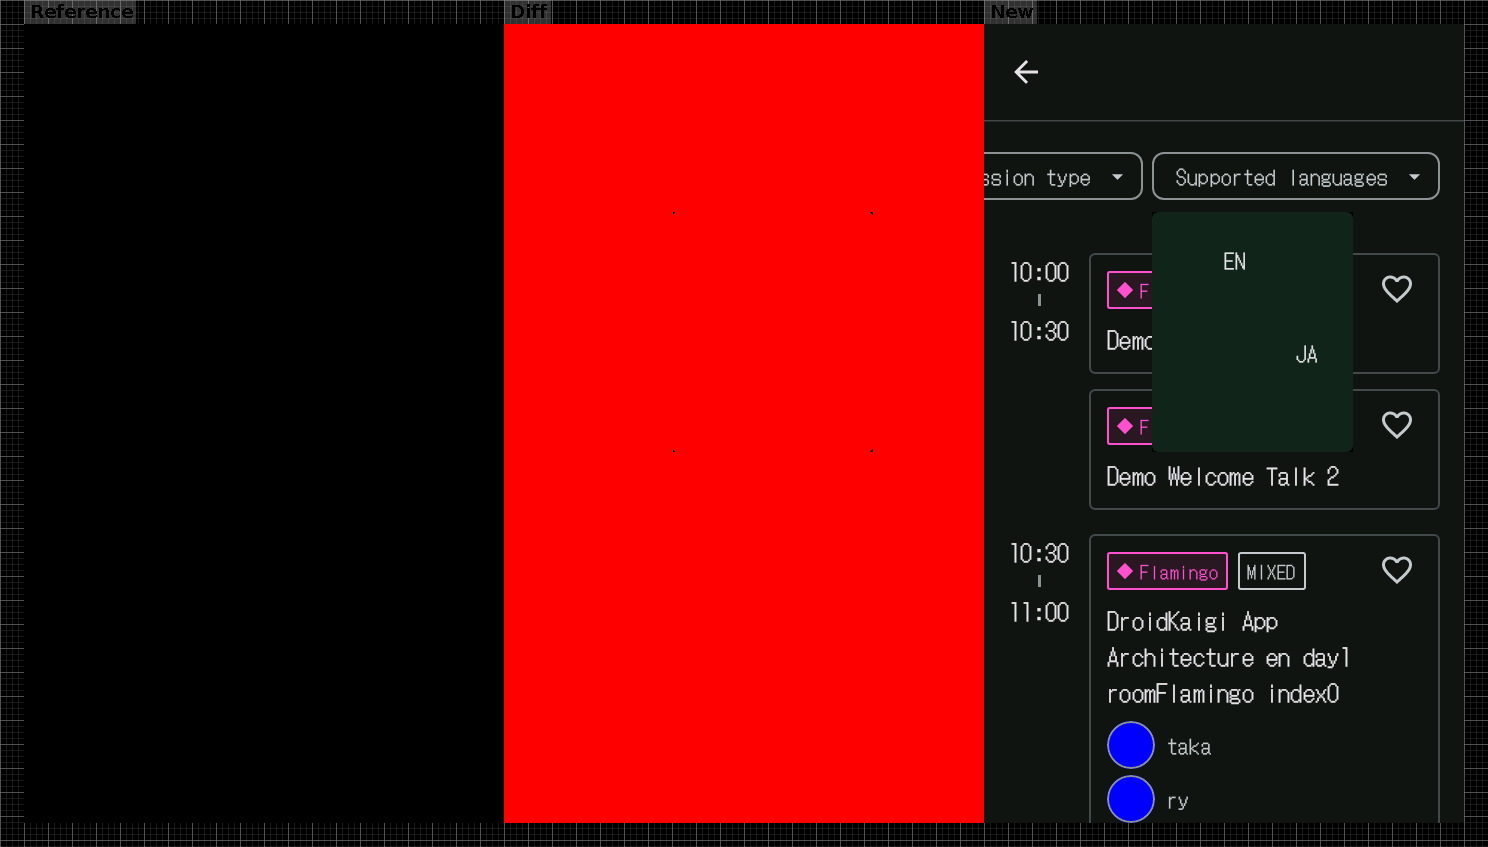 Reference
Diff
New
ssion type
Supported languages
EN
JA
10:00
10:30
F
Demo
F
Demo Welcome Talk 2
10:30
11:00
Flamingo
MIXED
DroidKaigi App
Architecture en day1
roomFlamingo index0
taka
ry